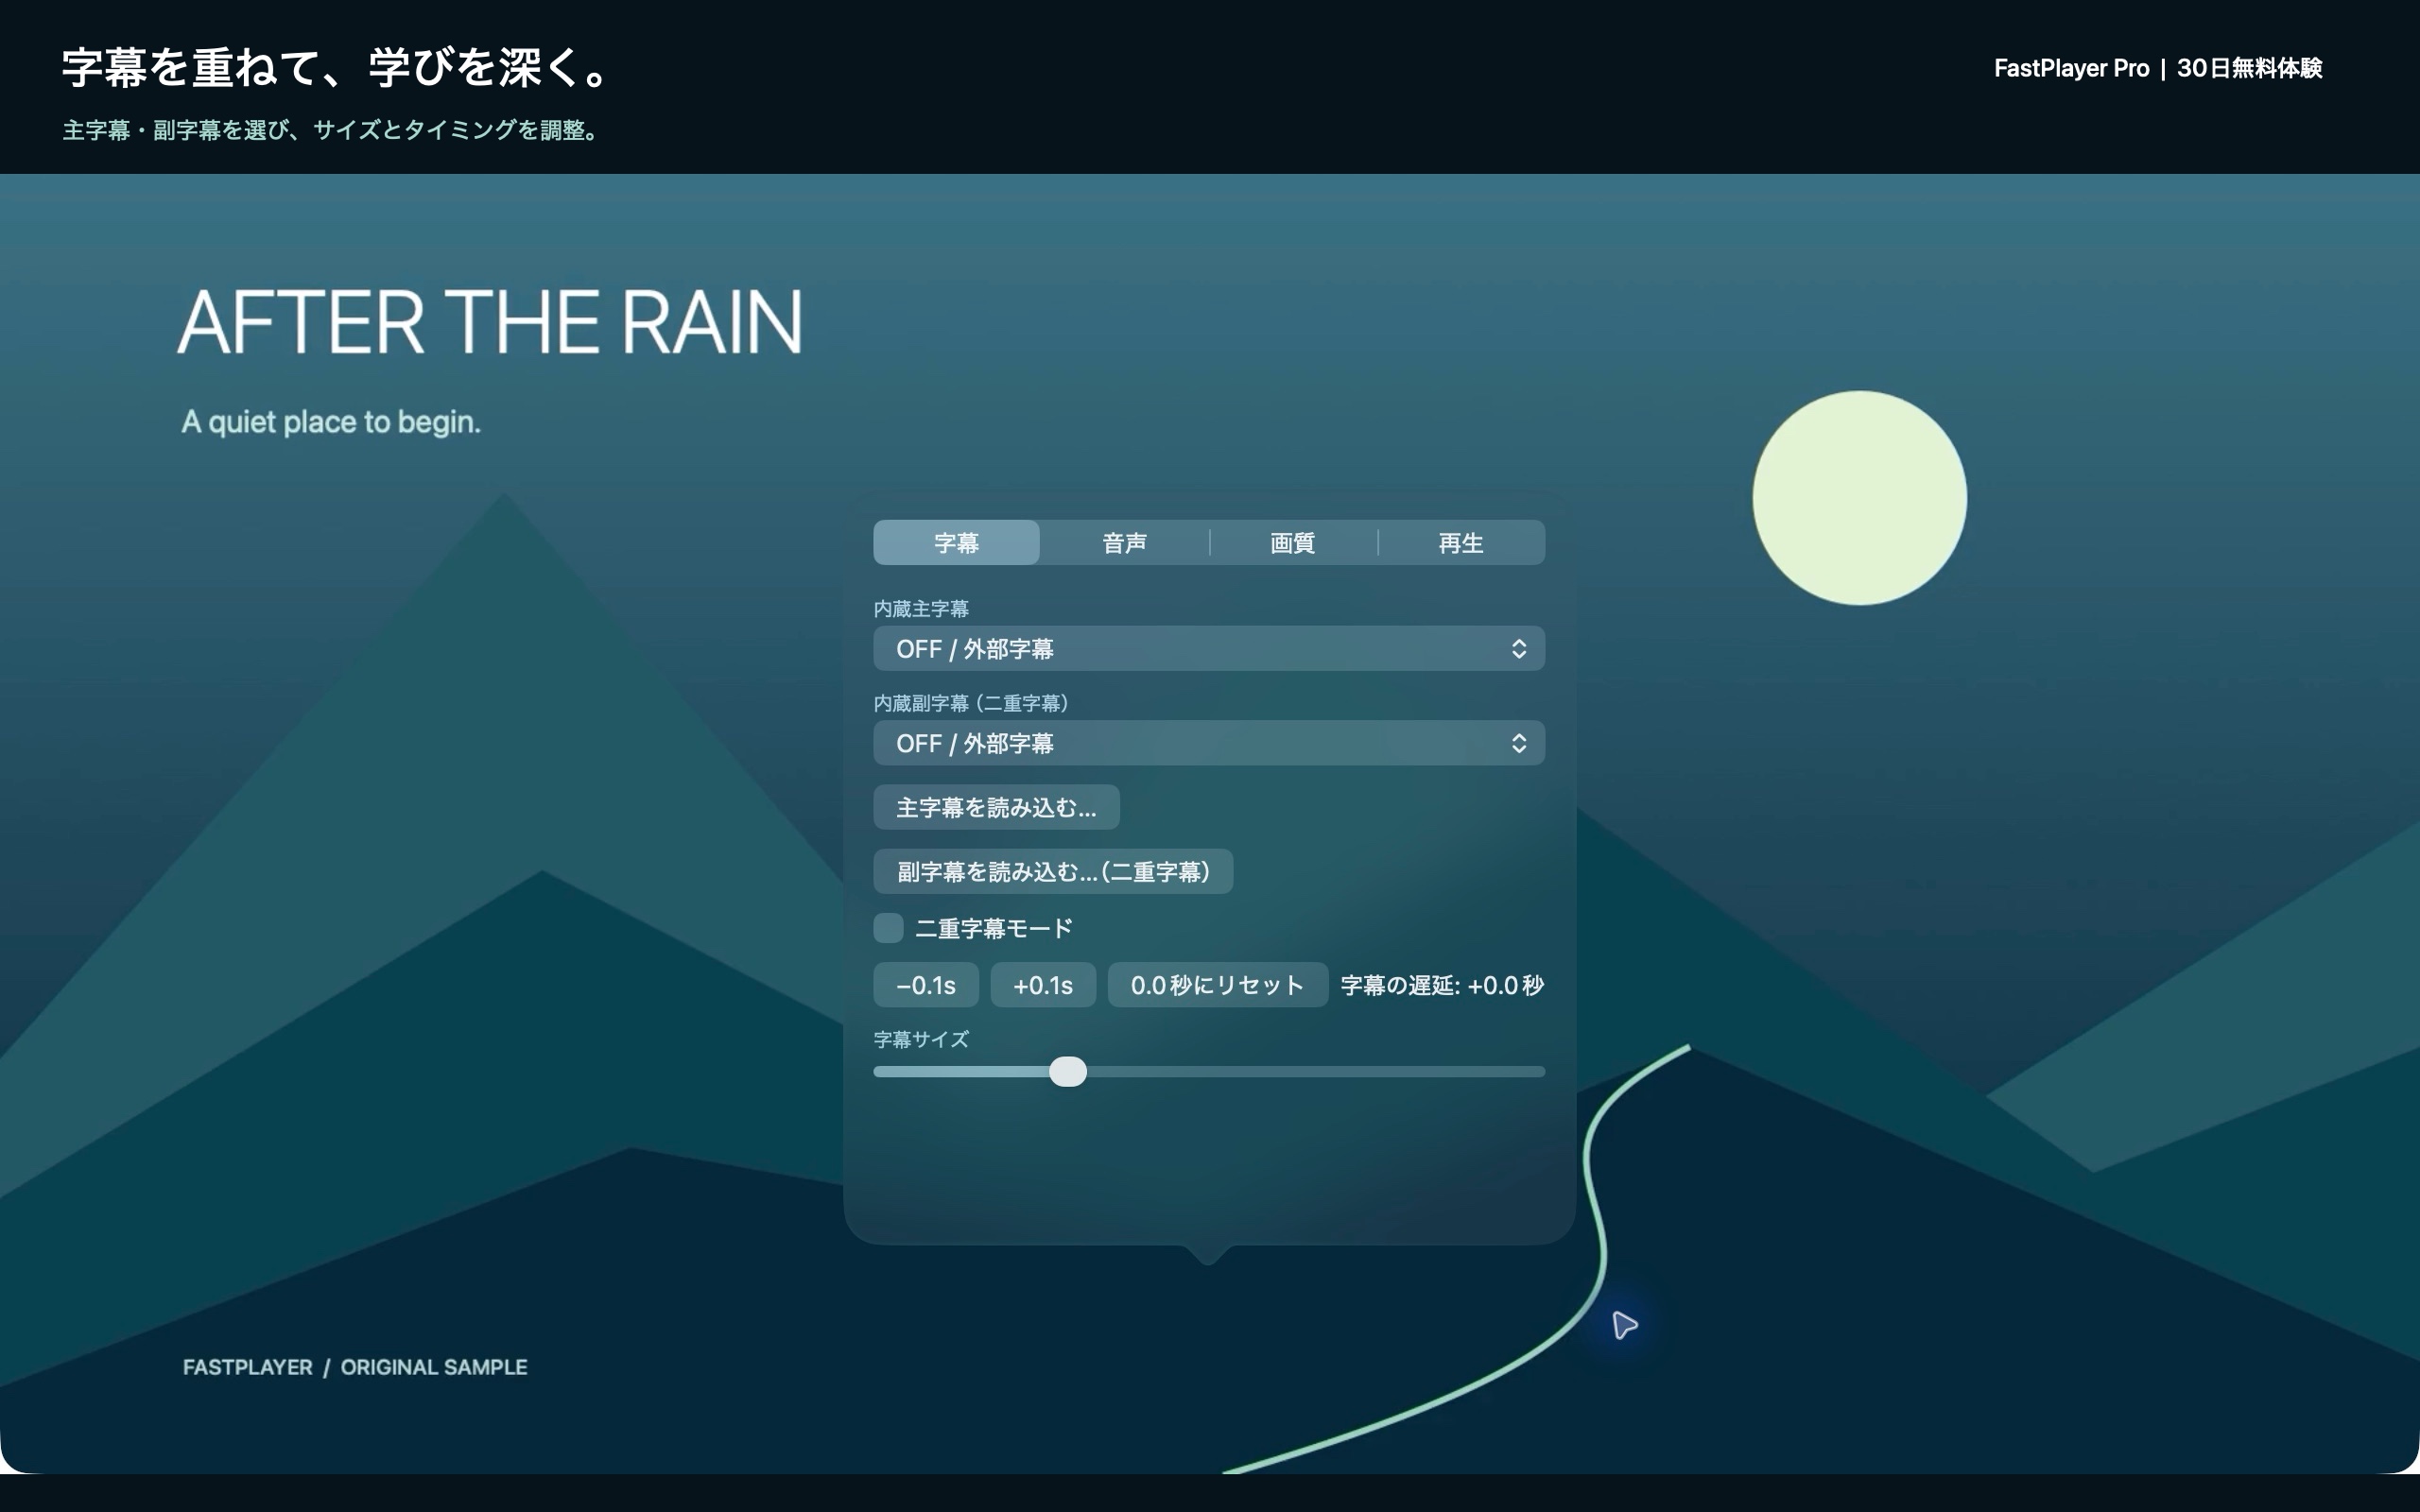 字幕を重ねて、学びを深く。
FastPlayer Pro | 30日無料体験
主字幕・副字幕を選び、サイズとタイミングを調整。
AFTER THE RAIN
A quiet place to begin.
字幕 音声 画質 再生
内蔵主字幕
OFF / 外部字幕
内蔵副字幕（二重字幕）
OFF / 外部字幕
主字幕を読み込む...
副字幕を読み込む...（二重字幕）
二重字幕モード
−0.1s +0.1s 0.0秒にリセット 字幕の遅延: +0.0秒
字幕サイズ
FASTPLAYER / ORIGINAL SAMPLE